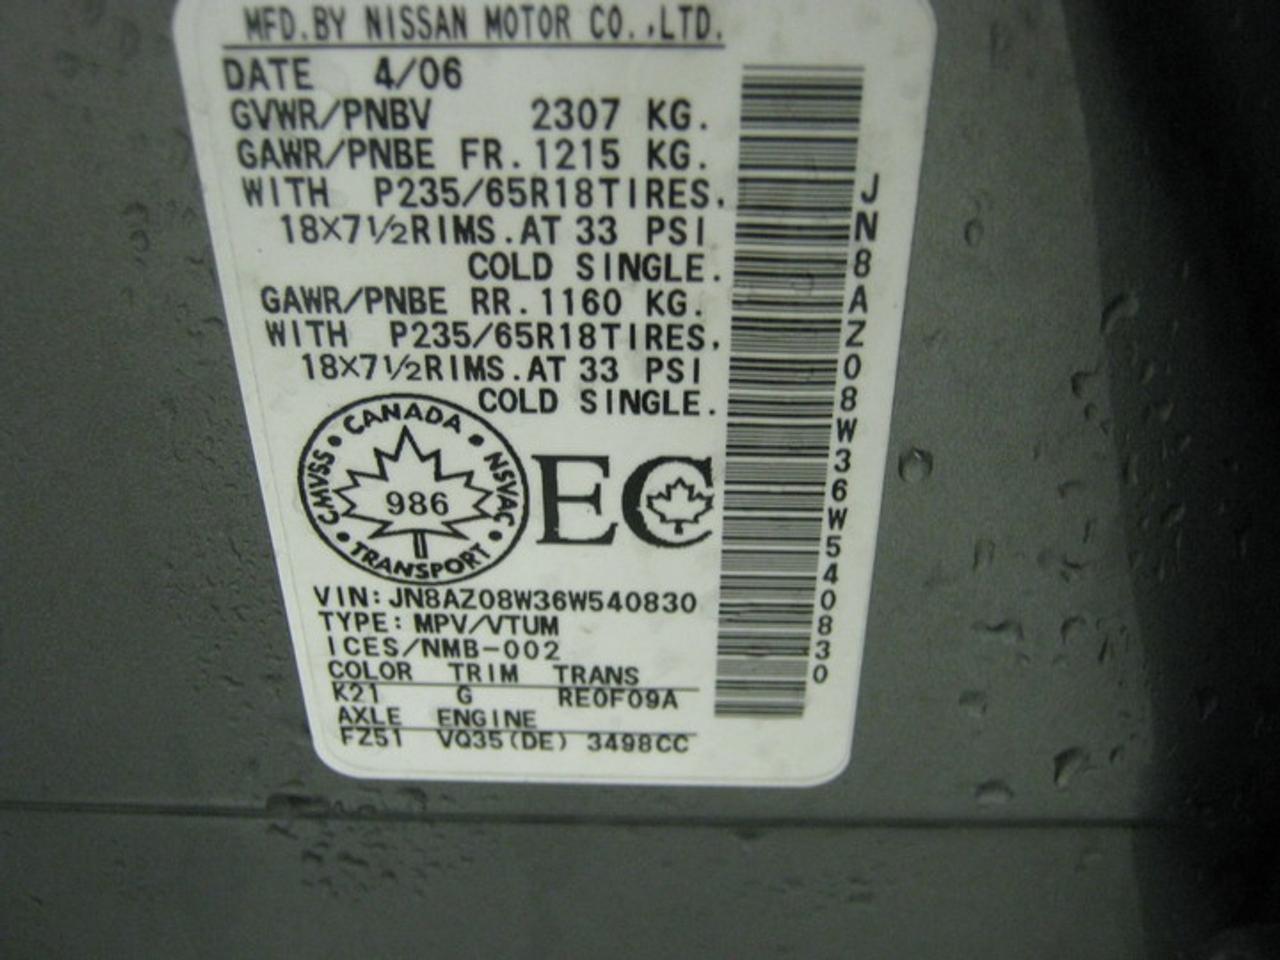 MFD.BY NISSAN MOTOR CO.,LTD.
DATE 4/06
GVWR/PNBV 2307 KG.
GAWR/PNBE FR. 1215 KG.
WITH P235/65R18TIRES.
18X7½RIMS.AT 33 PSI
COLD SINGLE.
GAWR/PNBE RR. 1160 KG.
WITH P235/65R18TIRES.
18X7½RIMS.AT 33 PSI
COLD SINGLE.
CANADA
CMVSS • NSVAC
986
TRANSPORT
EC
VIN: JN8AZ08W36W540830
TYPE: MPV/VTUM
ICES/NMB-002
COLOR TRIM TRANS
K21 G RE0F09A
AXLE ENGINE
FZ51 VQ35(DE) 3498CC
JN8AZ08W36W540830